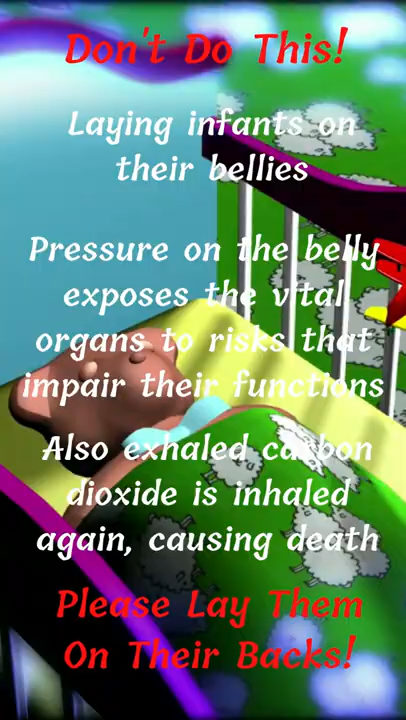 Don't Do This!
Laying infants on
their bellies
Pressure on the belly
exposes the vital
organs to risks that
impair their functions
Also exhaled carbon
dioxide is inhaled
again, causing death
Please Lay Them
On Their Backs!